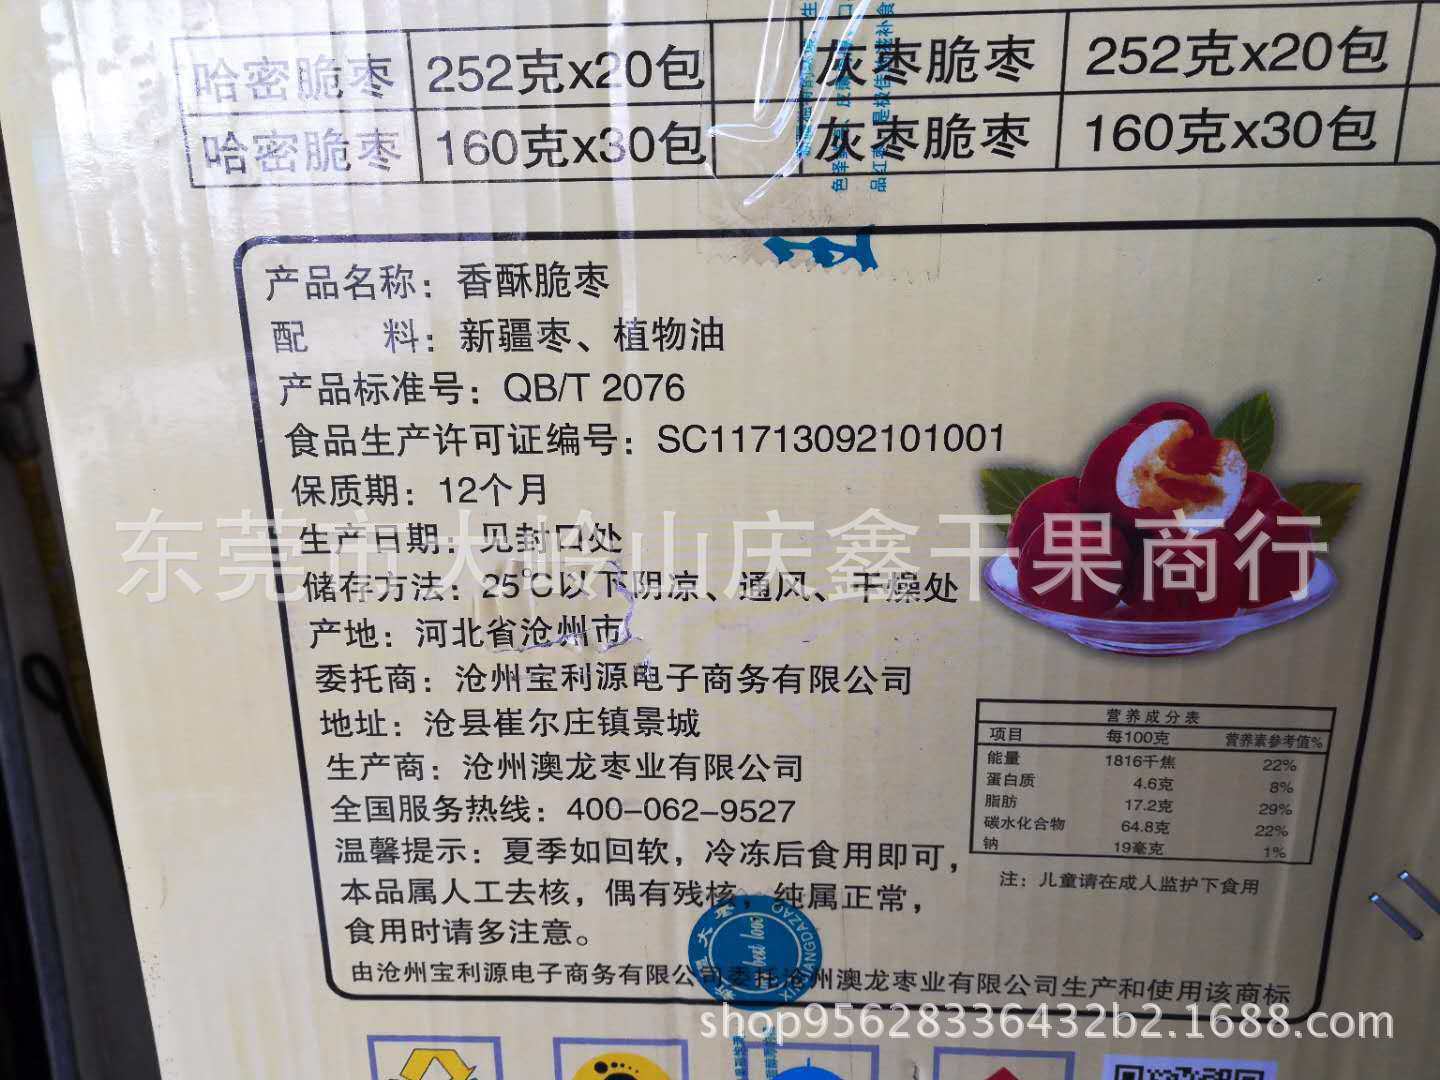 哈密脆枣 252克x20包 灰枣脆枣 252克x20包
哈密脆枣 160克x30包 灰枣脆枣 160克x30包
产品名称：香酥脆枣
配 料：新疆枣、植物油
产品标准号：QB/T 2076
食品生产许可证编号：SC11713092101001
保质期：12个月
生产日期：见封口处
储存方法：25℃以下阴凉、通风、干燥处
产地：河北省沧州市
委托商：沧州宝利源电子商务有限公司
地址：沧县崔尔庄镇景城
生产商：沧州澳龙枣业有限公司
全国服务热线：400-062-9527
温馨提示：夏季如回软，冷冻后食用即可，
本品属人工去核，偶有残核，纯属正常，
食用时请多注意。
由沧州宝利源电子商务有限公司委托沧州澳龙枣业有限公司生产和使用该商标
营养成分表
项目 每100克 营养素参考值%
能量 1816千焦 22%
蛋白质 4.6克 8%
脂肪 17.2克 29%
碳水化合物 64.8克 22%
钠 19毫克 1%
注：儿童请在成人监护下食用
东莞市大岭山庆鑫干果商行
shop95628336432b2.1688.com